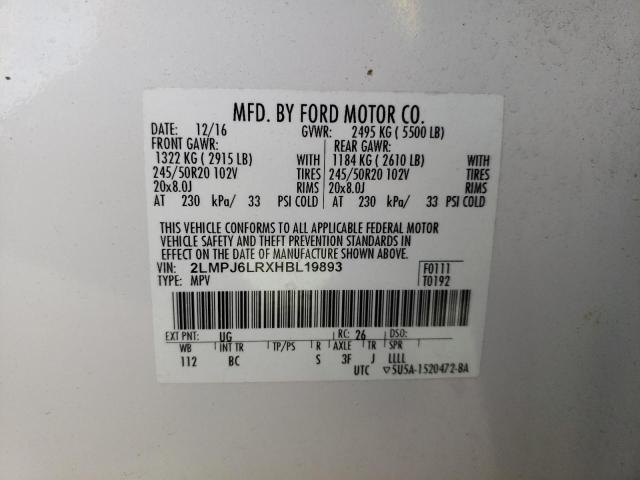 MFD. BY FORD MOTOR CO.
DATE: 12/16 GVWR: 2495 KG ( 5500 LB)
FRONT GAWR: REAR GAWR:
1322 KG ( 2915 LB) WITH 1184 KG ( 2610 LB) WITH
245/50R20 102V TIRES 245/50R20 102V TIRES
20x8.0J RIMS 20x8.0J RIMS
AT 230 kPa/ 33 PSI COLD AT 230 kPa/ 33 PSI COLD
THIS VEHICLE CONFORMS TO ALL APPLICABLE FEDERAL MOTOR
VEHICLE SAFETY AND THEFT PREVENTION STANDARDS IN
EFFECT ON THE DATE OF MANUFACTURE SHOWN ABOVE.
VIN: 2LMPJ6LRXHBL19893 F0111
TYPE: MPV T0192
EXT PNT: UG RC: 26 DSO:
WB INT TR TP/PS R AXLE TR SPR
112 BC S 3F J LLLL
UTC ▽5U5A-1520472-BA